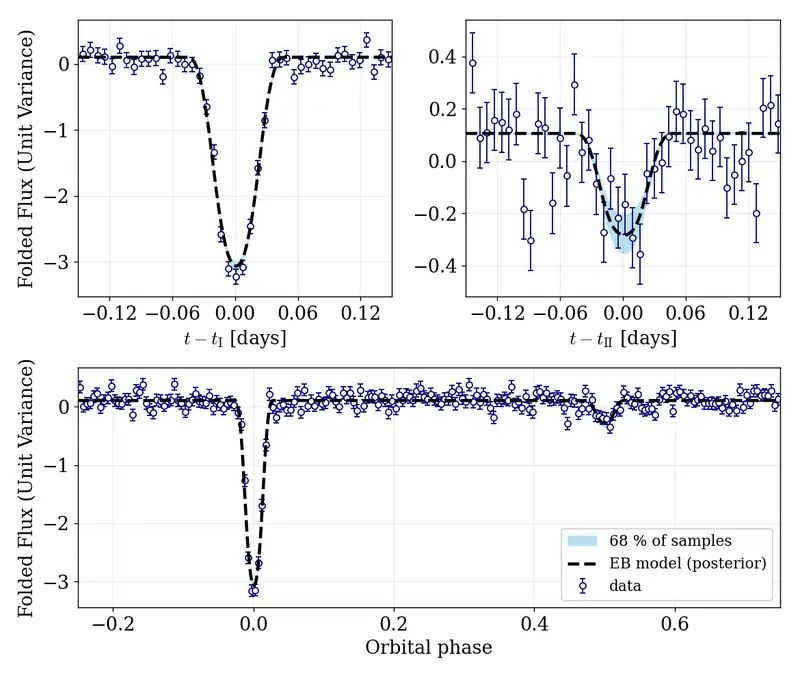 Folded Flux (Unit Variance)
0
−1
−2
−3
−0.12 −0.06 0.00 0.06 0.12
t − tI [days]
0.4
0.2
0.0
−0.2
−0.4
−0.12 −0.06 0.00 0.06 0.12
t − tII [days]
Folded Flux (Unit Variance)
0
−1
−2
−3
−0.2 0.0 0.2 0.4 0.6
Orbital phase
68 % of samples
EB model (posterior)
data